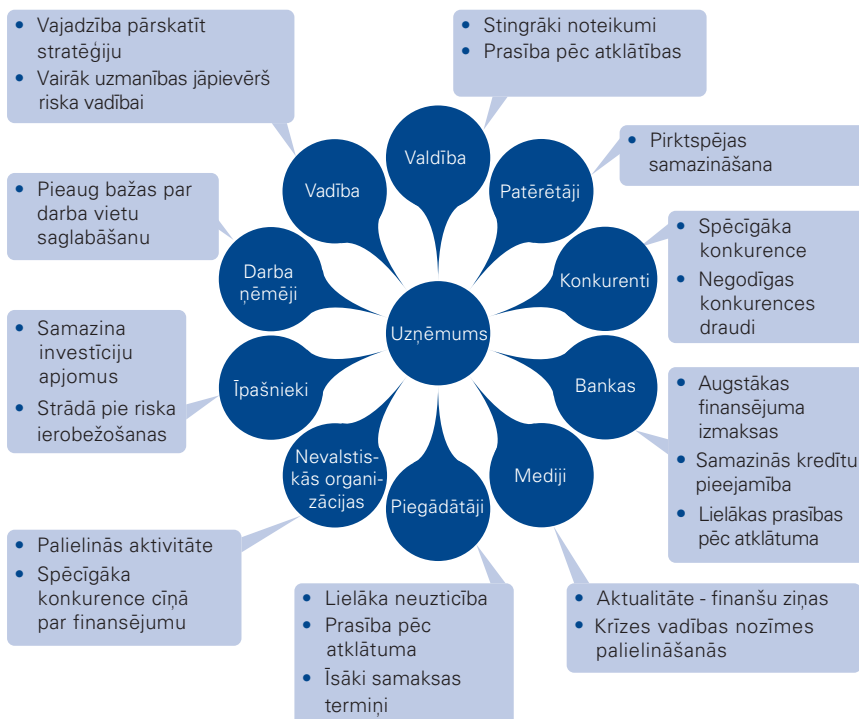 • Vajadzība pārskatīt
stratēģiju
• Vairāk uzmanības jāpievērš
riska vadībai
• Stingrāki noteikumi
• Prasība pēc atklātības
• Pirktspējas
samazināšana
• Pieaug bažas par
darba vietu
saglabāšanu
• Spēcīgāka
konkurence
• Negodīgas
konkurences
draudi
• Samazina
investīciju
apjomus
• Strādā pie riska
ierobežošanas
• Augstākas
finansējuma
izmaksas
• Samazinās kredītu
pieejamība
• Lielākas prasības
pēc atklātuma
• Palielinās aktivitāte
• Spēcīgāka
konkurence cīņā
par finansējumu
• Lielāka neuzticība
• Prasība pēc
atklātuma
• Īsāki samaksas
termiņi
• Aktualitāte - finanšu ziņas
• Krīzes vadības nozīmes
palielināšanās
Valdība
Vadība
Patērētāji
Darba
ņēmēji
Konkurenti
Uzņēmums
Īpašnieki
Bankas
Nevalstis-
kās organi-
zācijas
Mediji
Piegādātāji